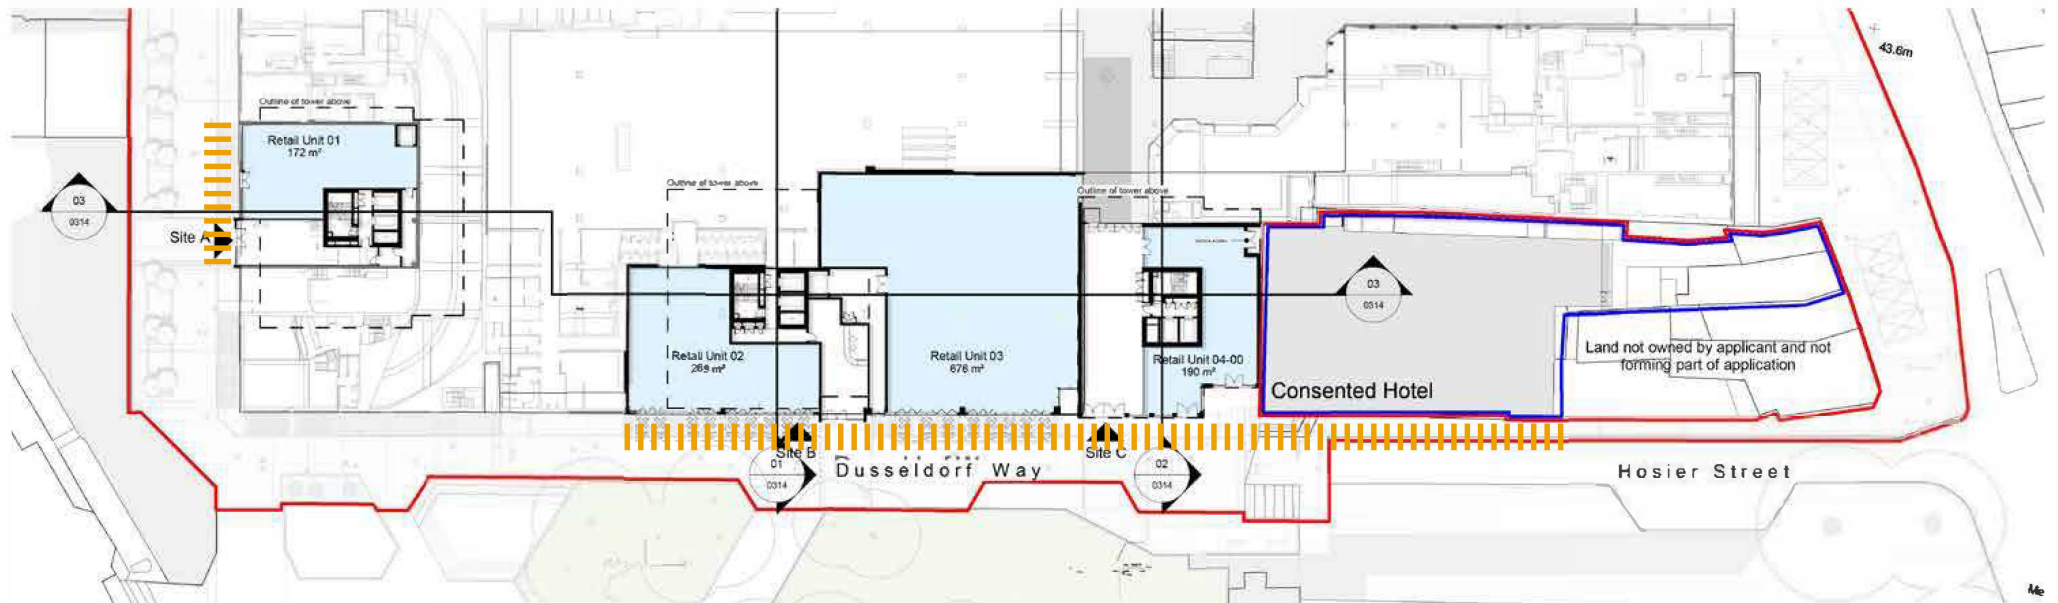 43.6m
Outline of tower above
Retail Unit 01
172 m²
Outline of tower above
Outline of tower above
03
0314
Site A
03
0314
Retail Unit 02
269 m²
Retail Unit 03
676 m²
Retail Unit 04-00
190 m²
Land not owned by applicant and not
forming part of application
Consented Hotel
Site B
Site C
01
0314
Dusseldorf Way
02
0314
Hosier Street
Me